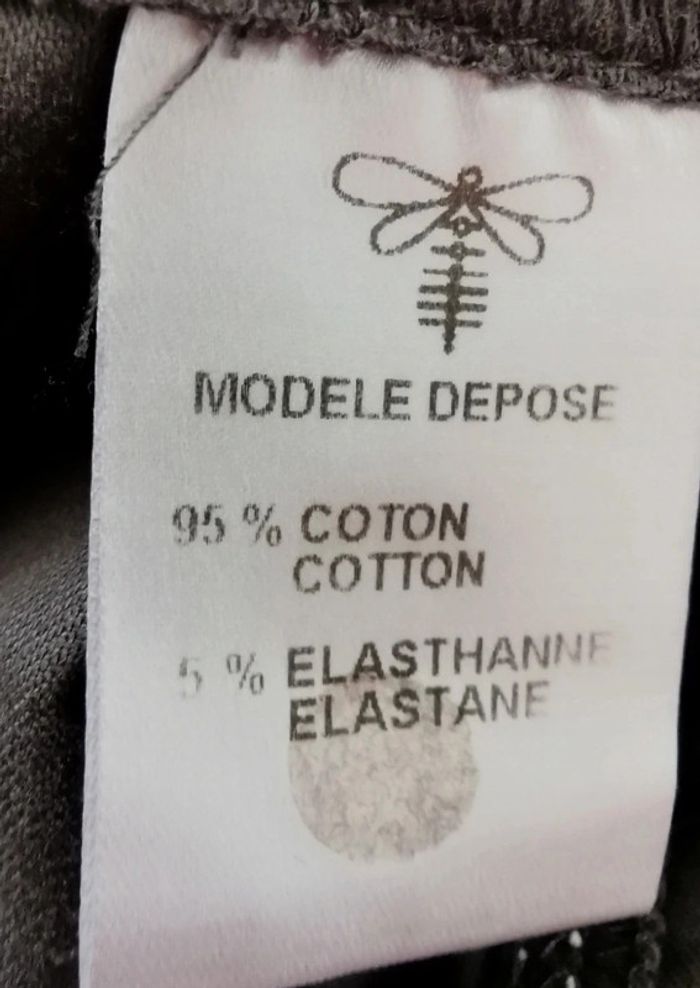 MODELE DEPOSE
95 % COTON
COTTON
5 % ELASTHANNE
ELASTANE